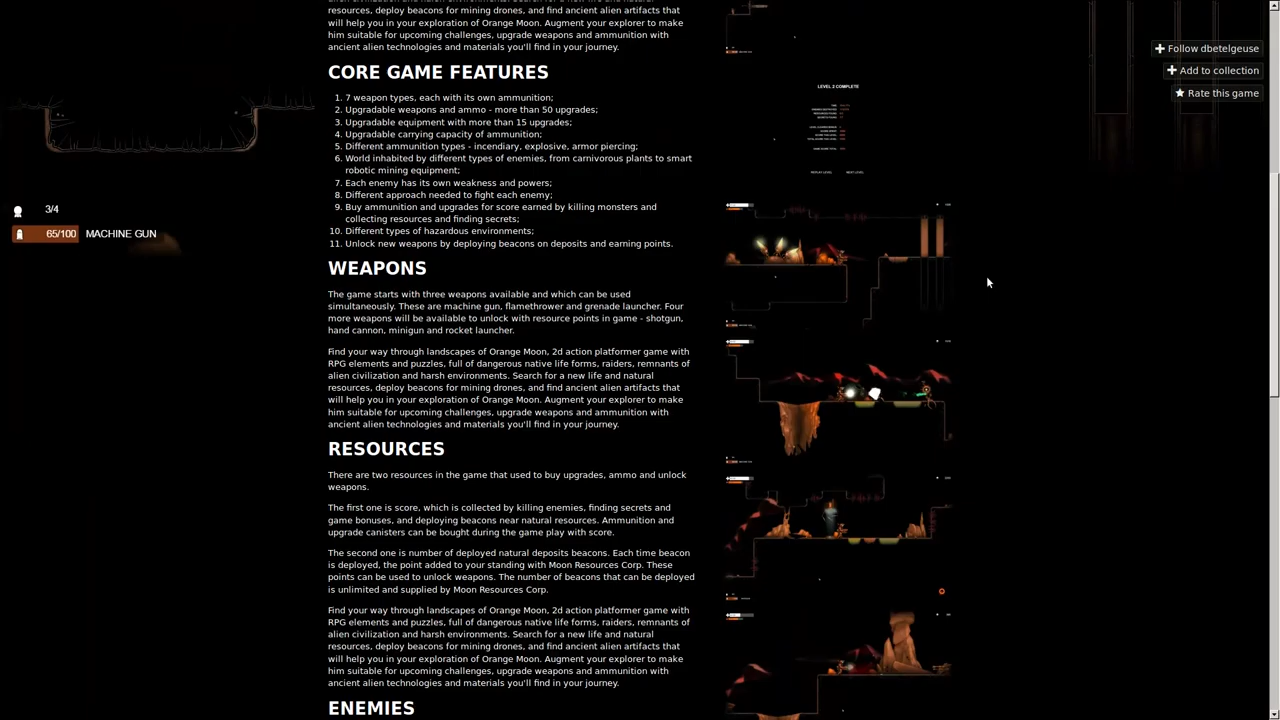 resources, deploy beacons for mining drones, and find ancient alien artifacts that
will help you in your exploration of Orange Moon. Augment your explorer to make
him suitable for upcoming challenges, upgrade weapons and ammunition with
ancient alien technologies and materials you'll find in your journey.
CORE GAME FEATURES
1. 7 weapon types, each with its own ammunition;
2. Upgradable weapons and ammo - more than 50 upgrades;
3. Upgradable equipment with more than 15 upgrades;
4. Upgradable carrying capacity of ammunition;
5. Different ammunition types - incendiary, explosive, armor piercing;
6. World inhabited by different types of enemies, from carnivorous plants to smart
robotic mining equipment;
7. Each enemy has its own weakness and powers;
8. Different approach needed to fight each enemy;
9. Buy ammunition and upgrades for score earned by killing monsters and
collecting resources and finding secrets;
10. Different types of hazardous environments;
11. Unlock new weapons by deploying beacons on deposits and earning points.
WEAPONS
The game starts with three weapons available and which can be used
simultaneously. These are machine gun, flamethrower and grenade launcher. Four
more weapons will be available to unlock with resource points in game - shotgun,
hand cannon, minigun and rocket launcher.
Find your way through landscapes of Orange Moon, 2d action platformer game with
RPG elements and puzzles, full of dangerous native life forms, raiders, remnants of
alien civilization and harsh environments. Search for a new life and natural
resources, deploy beacons for mining drones, and find ancient alien artifacts that
will help you in your exploration of Orange Moon. Augment your explorer to make
him suitable for upcoming challenges, upgrade weapons and ammunition with
ancient alien technologies and materials you'll find in your journey.
RESOURCES
There are two resources in the game that used to buy upgrades, ammo and unlock
weapons.
The first one is score, which is collected by killing enemies, finding secrets and
game bonuses, and deploying beacons near natural resources. Ammunition and
upgrade canisters can be bought during the game play with score.
The second one is number of deployed natural deposits beacons. Each time beacon
is deployed, the point added to your standing with Moon Resources Corp. These
points can be used to unlock weapons. The number of beacons that can be deployed
is unlimited and supplied by Moon Resources Corp.
Find your way through landscapes of Orange Moon, 2d action platformer game with
RPG elements and puzzles, full of dangerous native life forms, raiders, remnants of
alien civilization and harsh environments. Search for a new life and natural
resources, deploy beacons for mining drones, and find ancient alien artifacts that
will help you in your exploration of Orange Moon. Augment your explorer to make
him suitable for upcoming challenges, upgrade weapons and ammunition with
ancient alien technologies and materials you'll find in your journey.
ENEMIES
3/4
65/100 MACHINE GUN
LEVEL 2 COMPLETE
REPLAY LEVEL NEXT LEVEL
Follow dbetelgeuse
Add to collection
Rate this game